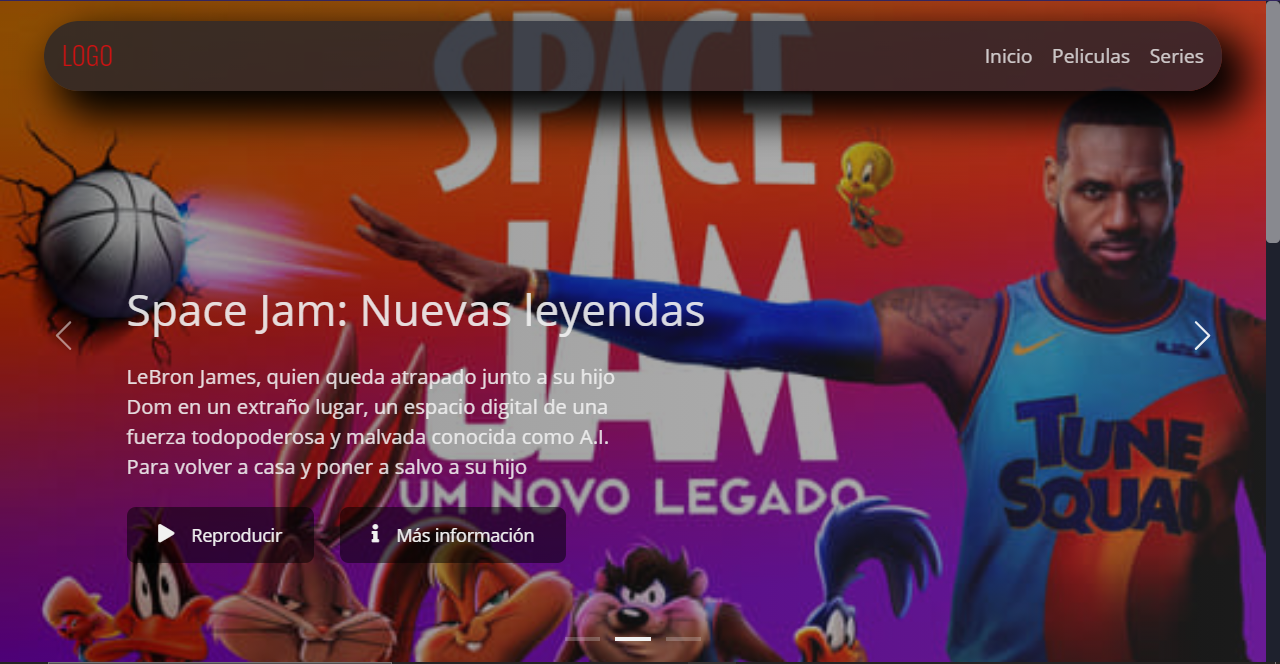 LOGO
Inicio Peliculas Series
SPACE
JAM
UM NOVO LEGADO
Space Jam: Nuevas leyendas
LeBron James, quien queda atrapado junto a su hijo
Dom en un extraño lugar, un espacio digital de una
fuerza todopoderosa y malvada conocida como A.I.
Para volver a casa y poner a salvo a su hijo
Reproducir
Más información
TUNE
SQUAD